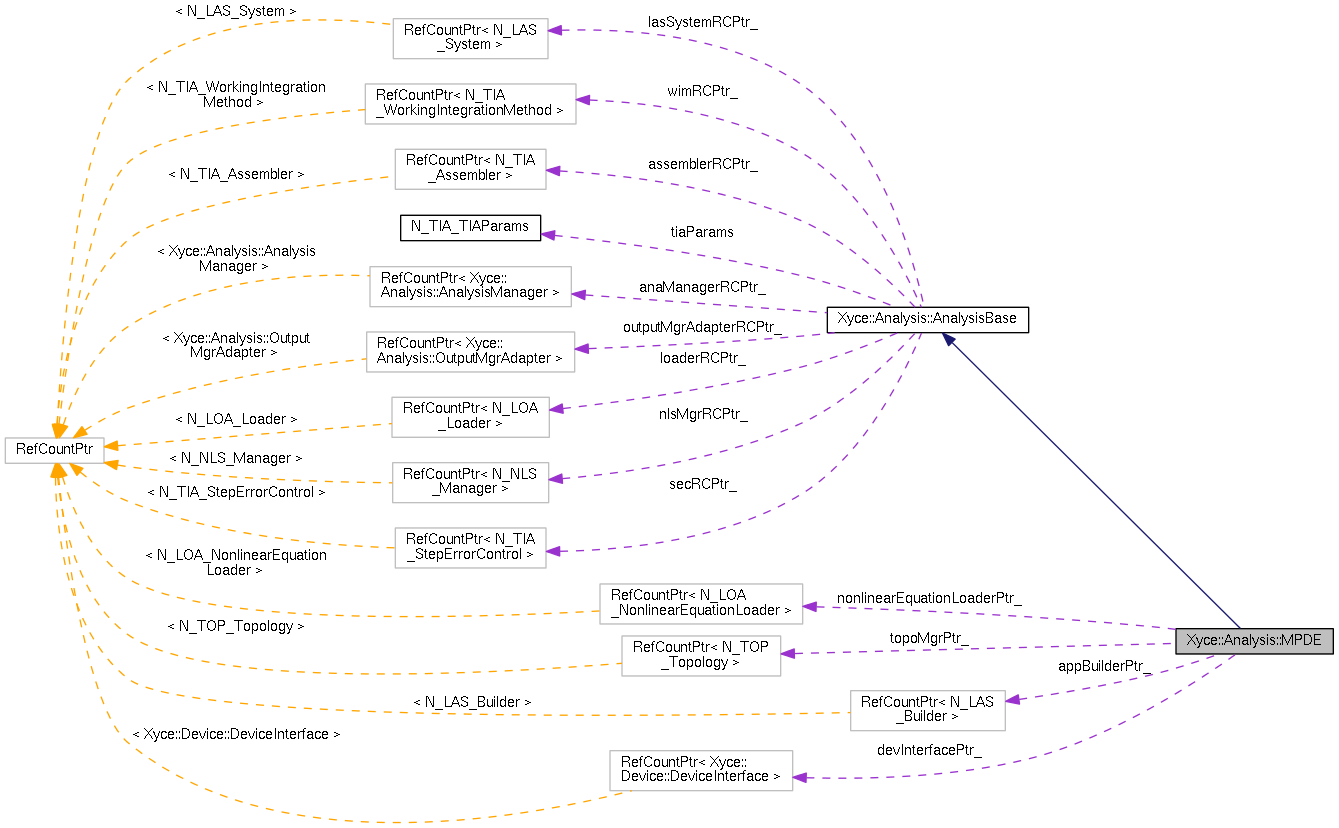 < N_LAS_System >
RefCountPtr< N_LAS
_System >
lasSystemRCPtr_
< N_TIA_WorkingIntegration
Method >
RefCountPtr< N_TIA
_WorkingIntegrationMethod >
wimRCPtr_
< N_TIA_Assembler >
RefCountPtr< N_TIA
_Assembler >
assemblerRCPtr_
N_TIA_TIAParams
tiaParams
< Xyce::Analysis::Analysis
Manager >
RefCountPtr< Xyce::
Analysis::AnalysisManager >
anaManagerRCPtr_
Xyce::Analysis::AnalysisBase
< Xyce::Analysis::Output
MgrAdapter >
RefCountPtr< Xyce::
Analysis::OutputMgrAdapter >
outputMgrAdapterRCPtr_
loaderRCPtr_
< N_LOA_Loader >
RefCountPtr< N_LOA
_Loader >
nlsMgrRCPtr_
RefCountPtr
< N_NLS_Manager >
RefCountPtr< N_NLS
_Manager >
secRCPtr_
< N_TIA_StepErrorControl >
RefCountPtr< N_TIA
_StepErrorControl >
< N_LOA_NonlinearEquation
Loader >
RefCountPtr< N_LOA
_NonlinearEquationLoader >
nonlinearEquationLoaderPtr_
< N_TOP_Topology >
RefCountPtr< N_TOP
_Topology >
topoMgrPtr_
Xyce::Analysis::MPDE
appBuilderPtr_
< N_LAS_Builder >
RefCountPtr< N_LAS
_Builder >
< Xyce::Device::DeviceInterface >
RefCountPtr< Xyce::
Device::DeviceInterface >
devInterfacePtr_